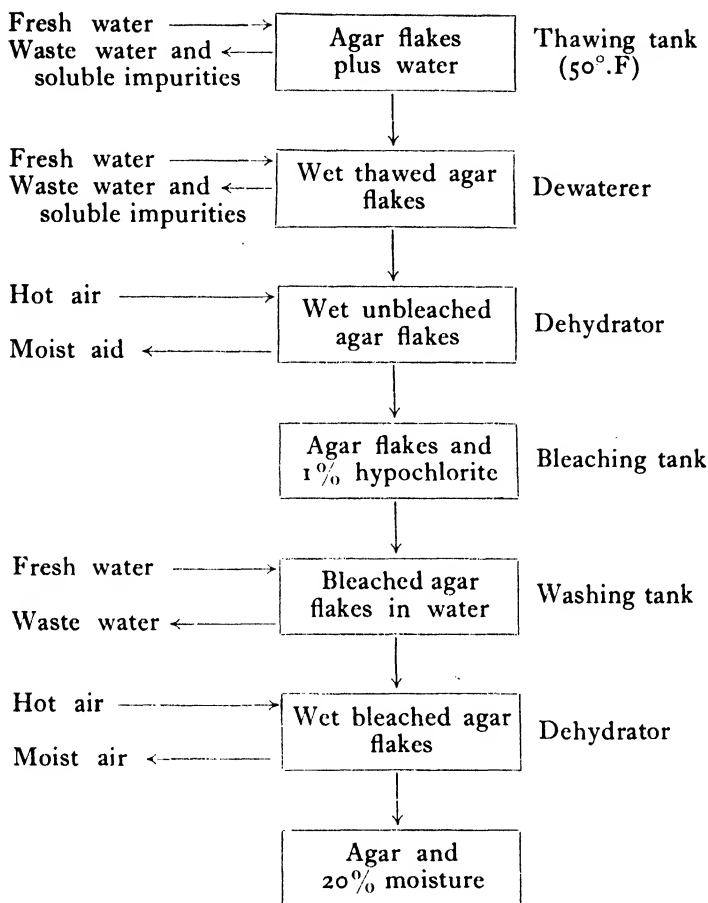 Fresh water
Waste water and
soluble impurities
Agar flakes
plus water
Thawing tank
(50°.F)
Fresh water
Waste water and
soluble impurities
Wet thawed agar
flakes
Dewaterer
Hot air
Moist aid
Wet unbleached
agar flakes
Dehydrator
Agar flakes and
1% hypochlorite
Bleaching tank
Fresh water
Waste water
Bleached agar
flakes in water
Washing tank
Hot air
Moist air
Wet bleached agar
flakes
Dehydrator
Agar and
20% moisture